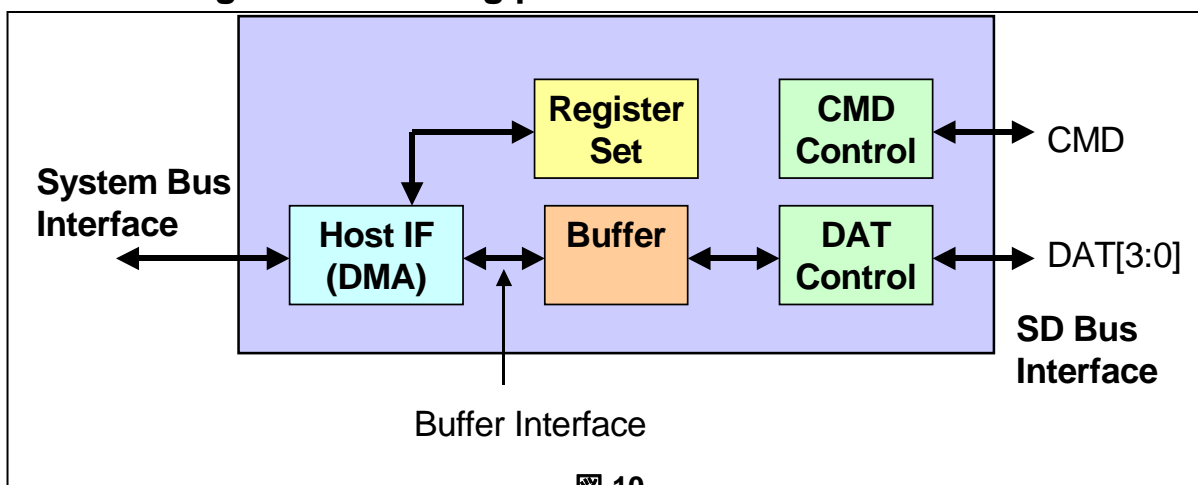 Register
Set
CMD
Control
CMD
System Bus
Interface
Host IF
(DMA)
Buffer
DAT
Control
DAT[3:0]
SD Bus
Interface
Buffer Interface